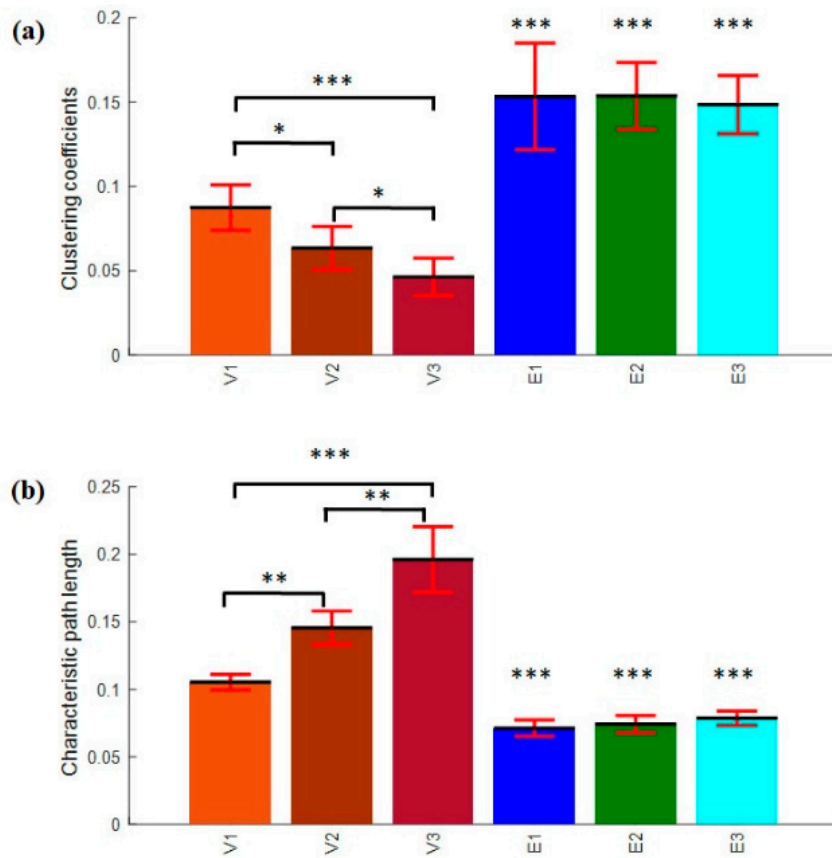 (a)
Clustering coefficients
0.2
0.15
0.1
0.05
0
***
*
*
*** *** ***
V1 V2 V3 E1 E2 E3
(b)
Characteristic path length
0.25
0.2
0.15
0.1
0.05
0
***
**
**
*** *** ***
V1 V2 V3 E1 E2 E3